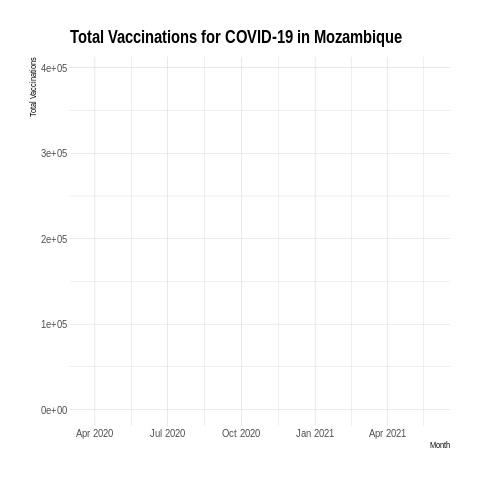 Total Vaccinations for COVID-19 in Mozambique
Total Vaccinations
4e+05
3e+05
2e+05
1e+05
0e+00
Apr 2020 Jul 2020 Oct 2020 Jan 2021 Apr 2021
Month